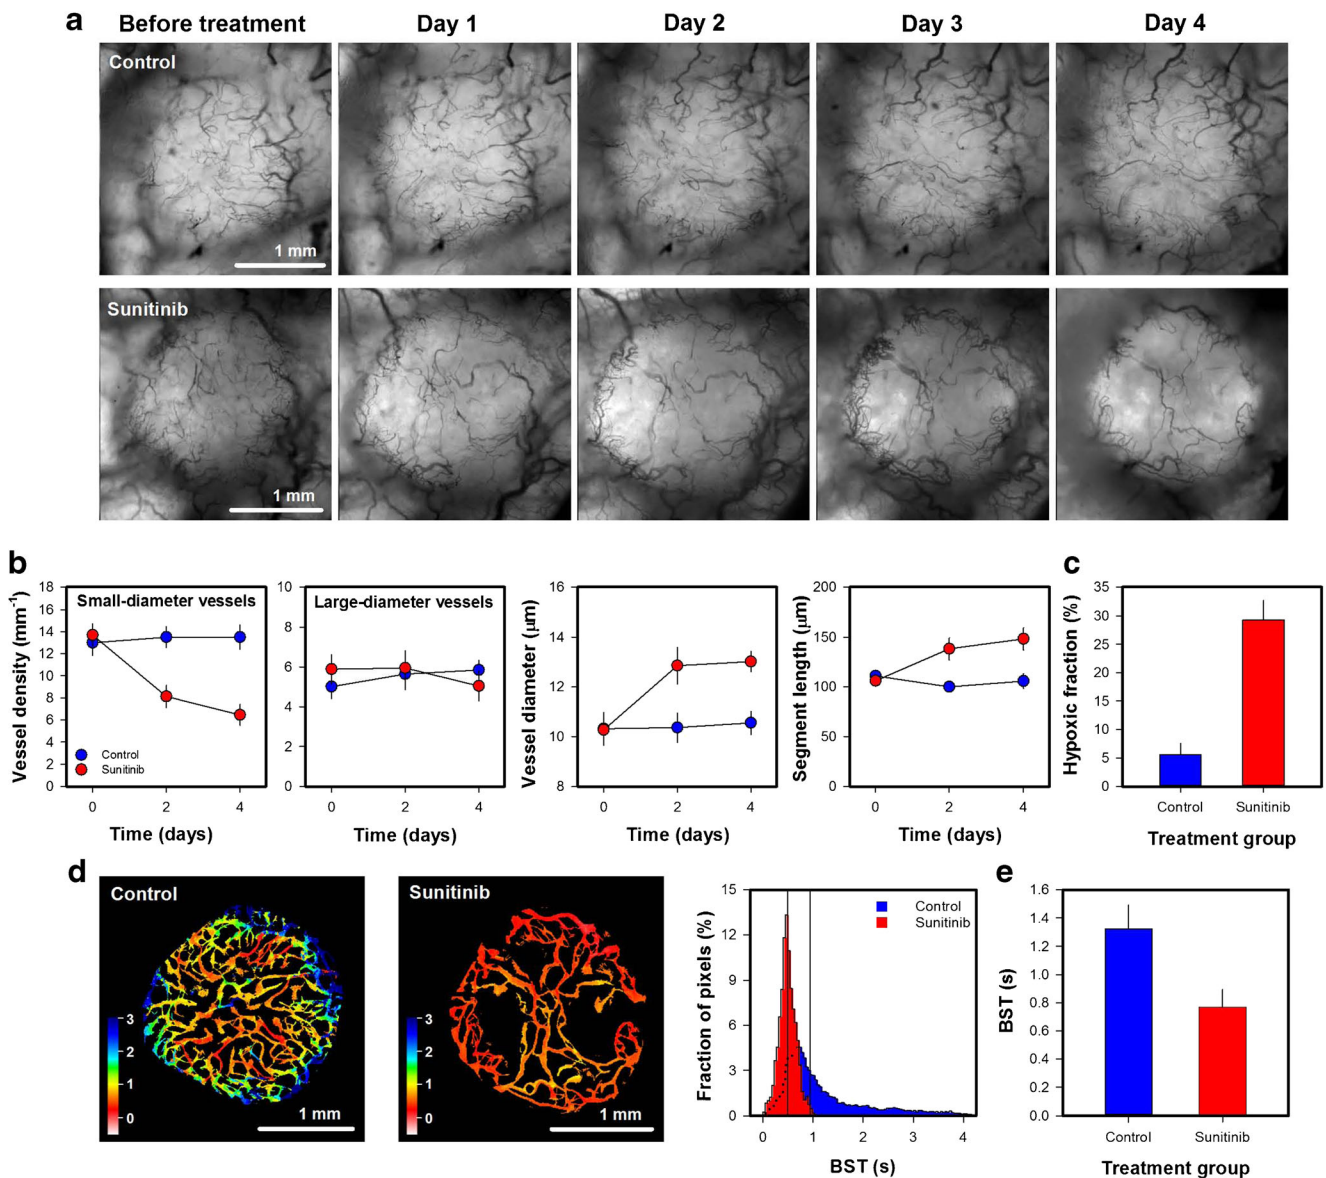 a
Before treatment Day 1 Day 2 Day 3 Day 4
Control
1 mm
Sunitinib
1 mm
b
Vessel density (mm⁻¹)
18
16
14
12
10
8
6
4
2
0
Small-diameter vessels
Control
Sunitinib
0 2 4
Time (days)
10
8
6
4
2
0
Large-diameter vessels
0 2 4
Time (days)
Vessel diameter (μm)
16
14
12
10
8
0 2 4
Time (days)
Segment length (μm)
200
150
100
50
0
0 2 4
Time (days)
c
Hypoxic fraction (%)
35
30
25
20
15
10
5
0
Control Sunitinib
Treatment group
d
Control
3
2
1
0
1 mm
Sunitinib
3
2
1
0
1 mm
Fraction of pixels (%)
15
12
9
6
3
0
Control
Sunitinib
0 1 2 3 4
BST (s)
e
BST (s)
1.6
1.4
1.2
1.0
0.8
0.6
0.4
0.2
0.0
Control Sunitinib
Treatment group